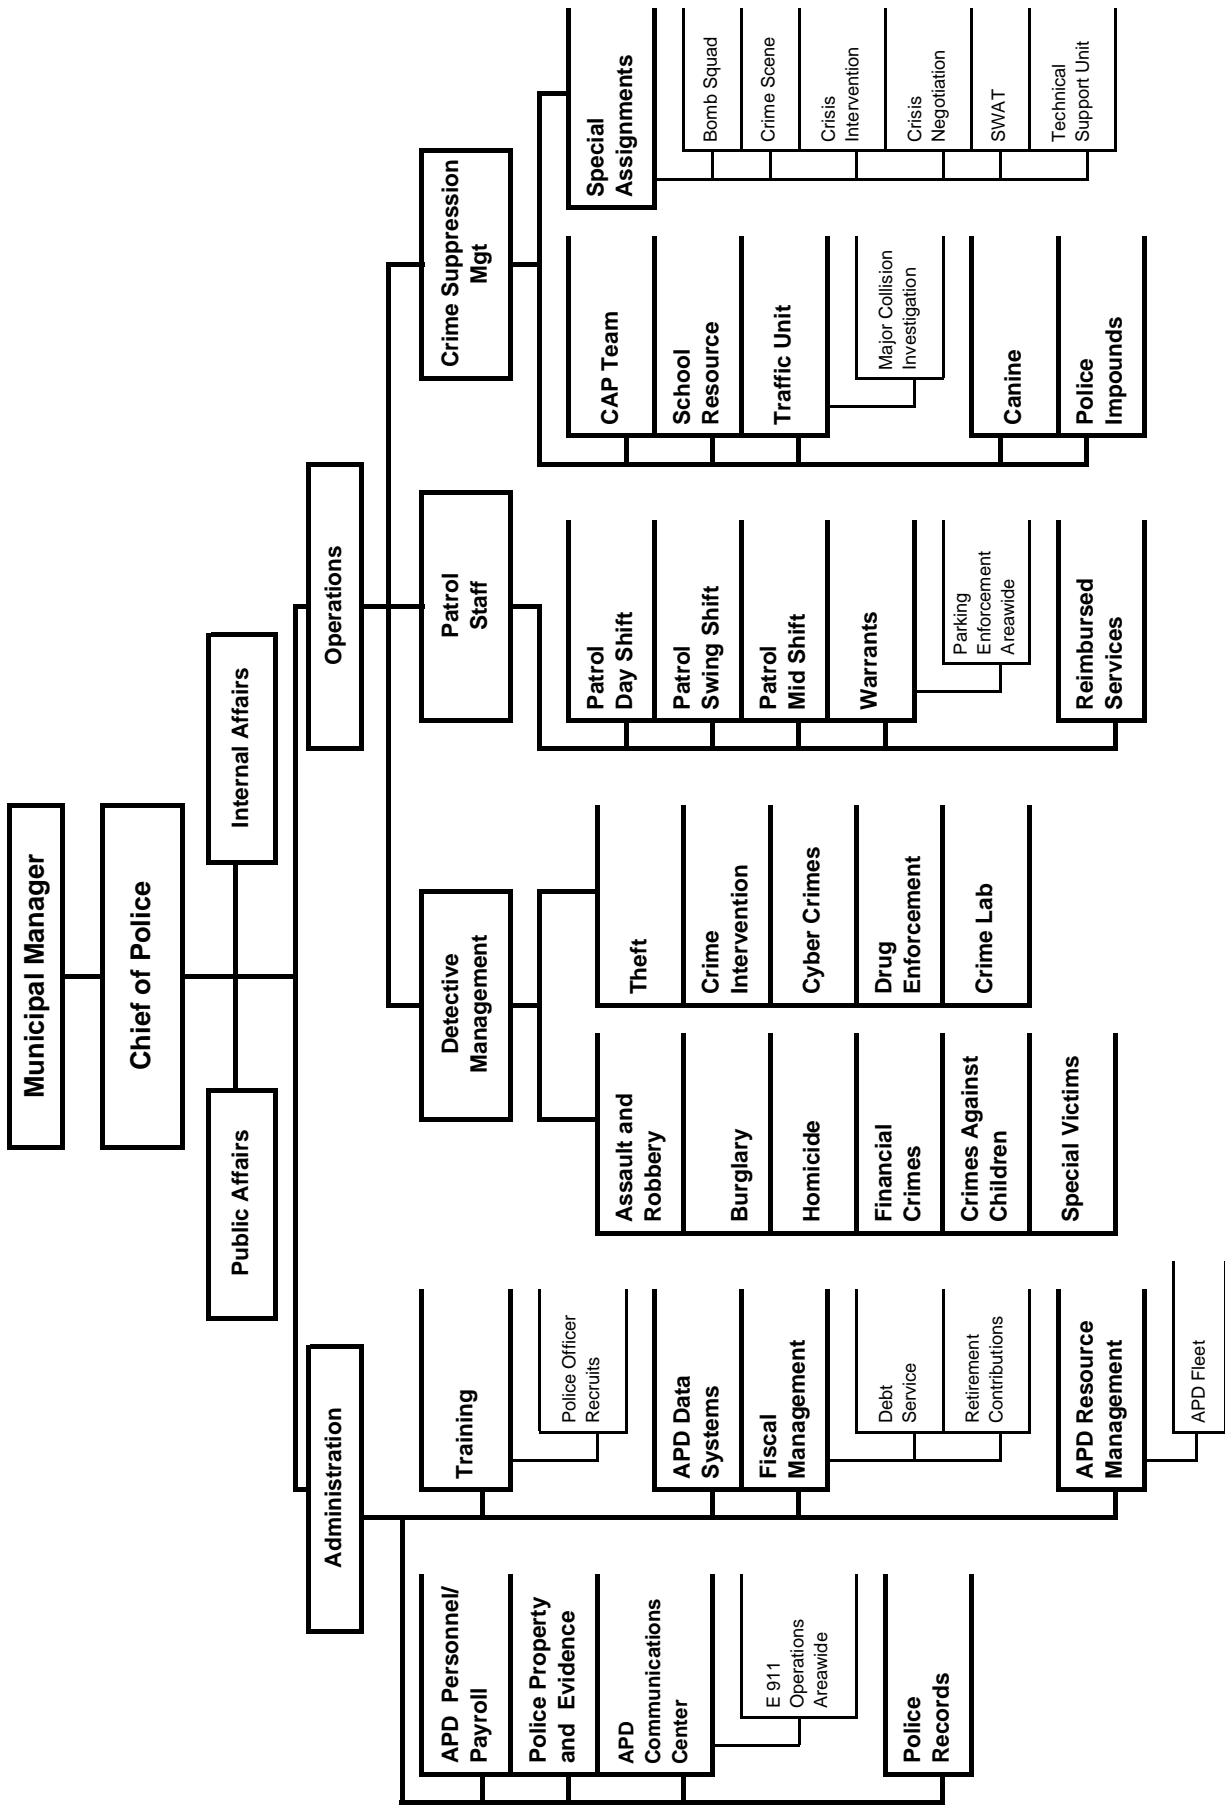 Municipal Manager
Chief of Police
Public Affairs
Internal Affairs
Administration
Operations
APD  Personnel/
Payroll
Police Property
and Evidence
APD
Communications
Center
E 911
Operations
Areawide
Police
Records
Training
Police Officer
Recruits
APD Data
Systems
Fiscal
Management
Debt
Service
Retirement
Contributions
APD Resource
Management
APD Fleet
Detective
Management
Assault and
Robbery
Burglary
Homicide
Financial
Crimes
Crimes Against
Children
Special Victims
Theft
Crime
Intervention
Cyber Crimes
Drug
Enforcement
Crime Lab
Patrol
Staff
Patrol
Day Shift
Patrol
Swing Shift
Patrol
Mid Shift
Warrants
Parking
Enforcement
Areawide
Reimbursed
Services
Crime Suppression
Mgt
CAP Team
School
Resource
Traffic Unit
Major Collision
Investigation
Canine
Police
Impounds
Special
Assignments
Bomb Squad
Crime Scene
Crisis
Intervention
Crisis
Negotiation
SWAT
Technical
Support Unit